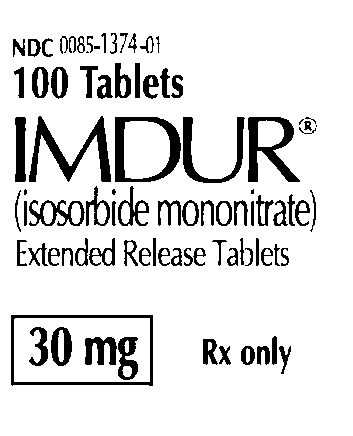 NDC 0085-1374-01
100 Tablets
IMDUR®
(isosorbide mononitrate)
Extended Release Tablets
30 mg Rx only